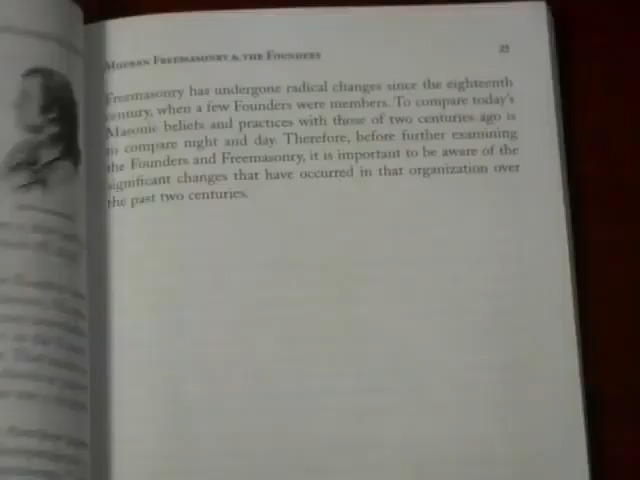 Modern Freemasonry & the Founders 23
Freemasonry has undergone radical changes since the eighteenth
century, when a few Founders were members. To compare today's
Masonic beliefs and practices with those of two centuries ago is
to compare night and day. Therefore, before further examining
the Founders and Freemasonry, it is important to be aware of the
significant changes that have occurred in that organization over
the past two centuries.